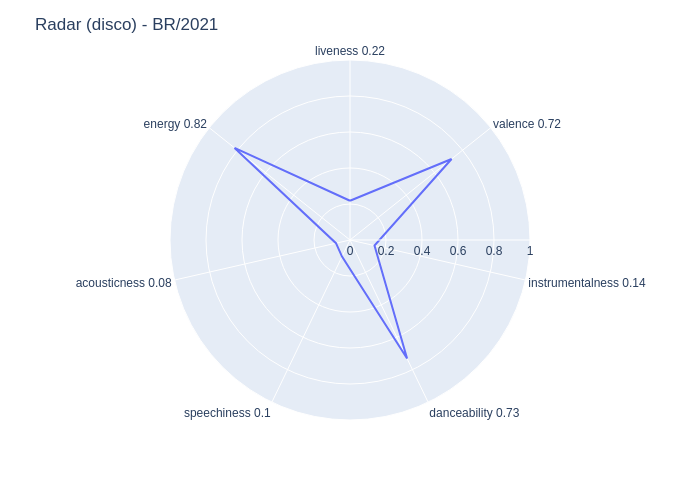 Radar (disco) - BR/2021
liveness 0.22
energy 0.82
valence 0.72
0 0.2 0.4 0.6 0.8 1
acousticness 0.08
instrumentalness 0.14
speechiness 0.1
danceability 0.73